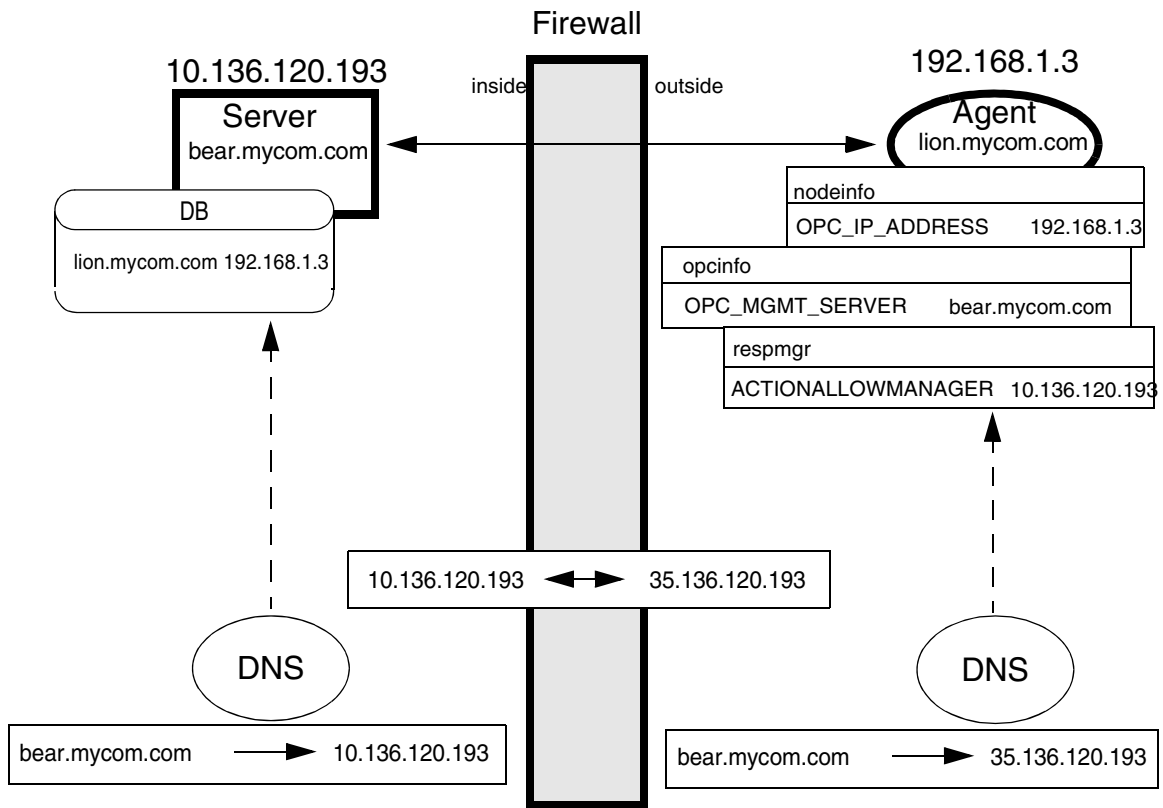 Firewall
10.136.120.193
192.168.1.3
inside
outside
Server
bear.mycom.com
Agent
lion.mycom.com
DB
lion.mycom.com 192.168.1.3
nodeinfo
OPC_IP_ADDRESS 192.168.1.3
opcinfo
OPC_MGMT_SERVER bear.mycom.com
respmgr
ACTIONALLOWMANAGER 10.136.120.193
10.136.120.193 35.136.120.193
DNS
DNS
bear.mycom.com 10.136.120.193
bear.mycom.com 35.136.120.193